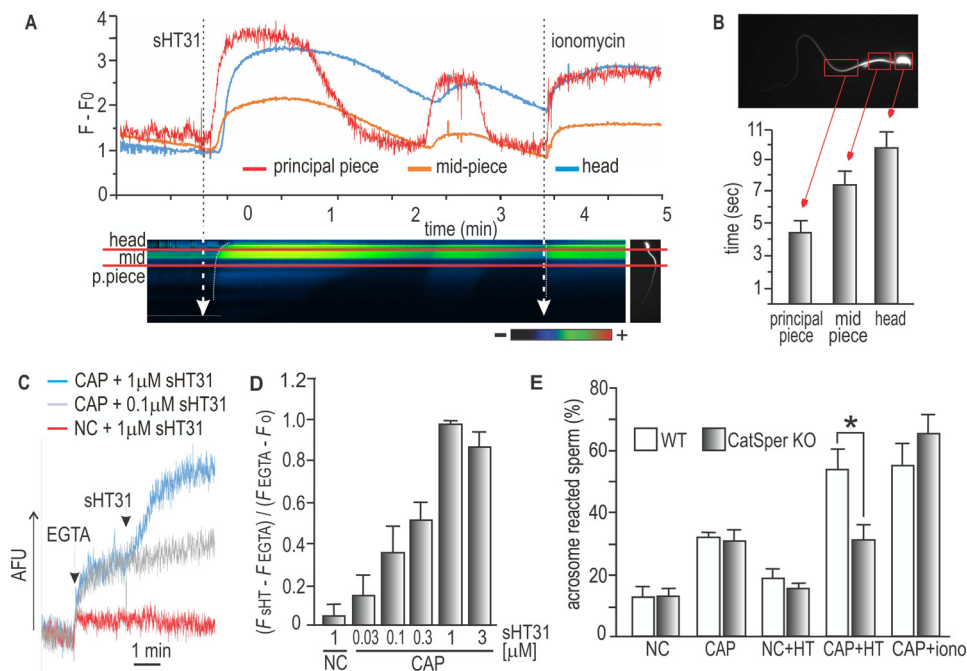 A
sHT31
ionomycin
4
3
2
1
0
F - F0
principal piece
mid-piece
head
0
1
2
3
4
5
time (min)
head
mid
p.piece
- +
B
11
9
7
5
3
1
time (sec)
principal
piece
mid
piece
head
C
CAP + 1µM sHT31
CAP + 0.1µM sHT31
NC + 1µM sHT31
sHT31
EGTA
AFU
1 min
D
1.2
1.0
0.8
0.6
0.4
0.2
0
(F sHT - F EGTA) / (F EGTA - F 0)
1 0.03 0.1 0.3 1 3
sHT31
[µM]
NC
CAP
E
80
60
40
20
0
acrosome reacted sperm (%)
WT
CatSper KO
*
NC
CAP
NC+HT
CAP+HT
CAP+iono